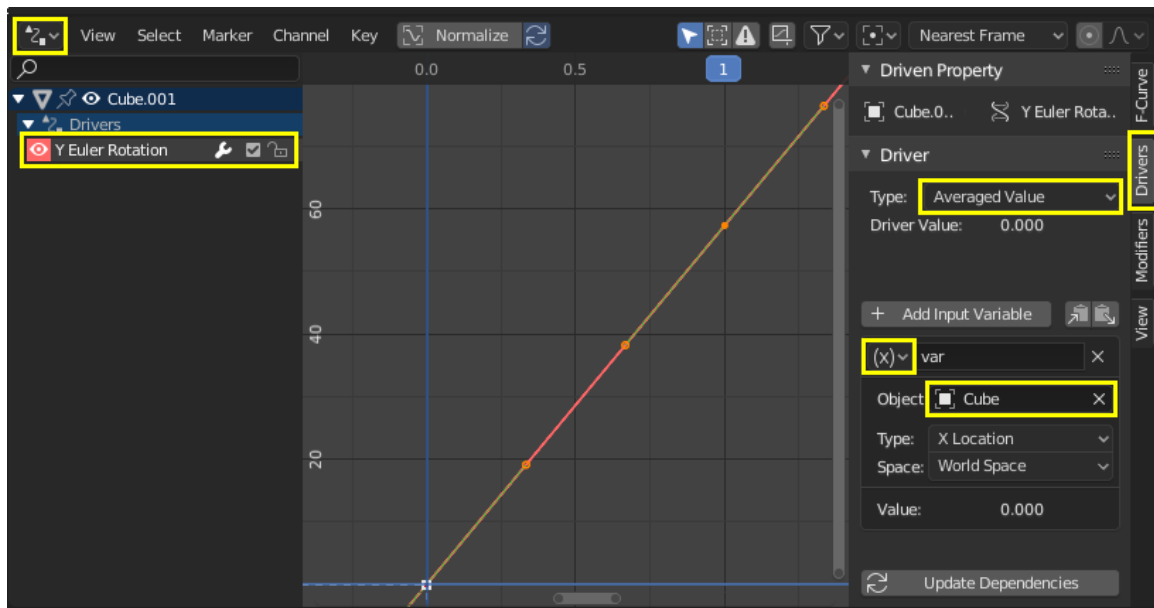 View Select Marker Channel Key Normalize Nearest Frame
0.0 0.5 1
Cube.001
Drivers
Y Euler Rotation
60
40
20
Driven Property
Cube.0.. Y Euler Rota..
Driver
Type: Averaged Value
Driver Value: 0.000
+ Add Input Variable
(x) var
Object Cube
Type: X Location
Space: World Space
Value: 0.000
Update Dependencies
F-Curve
Drivers
Modifiers
View